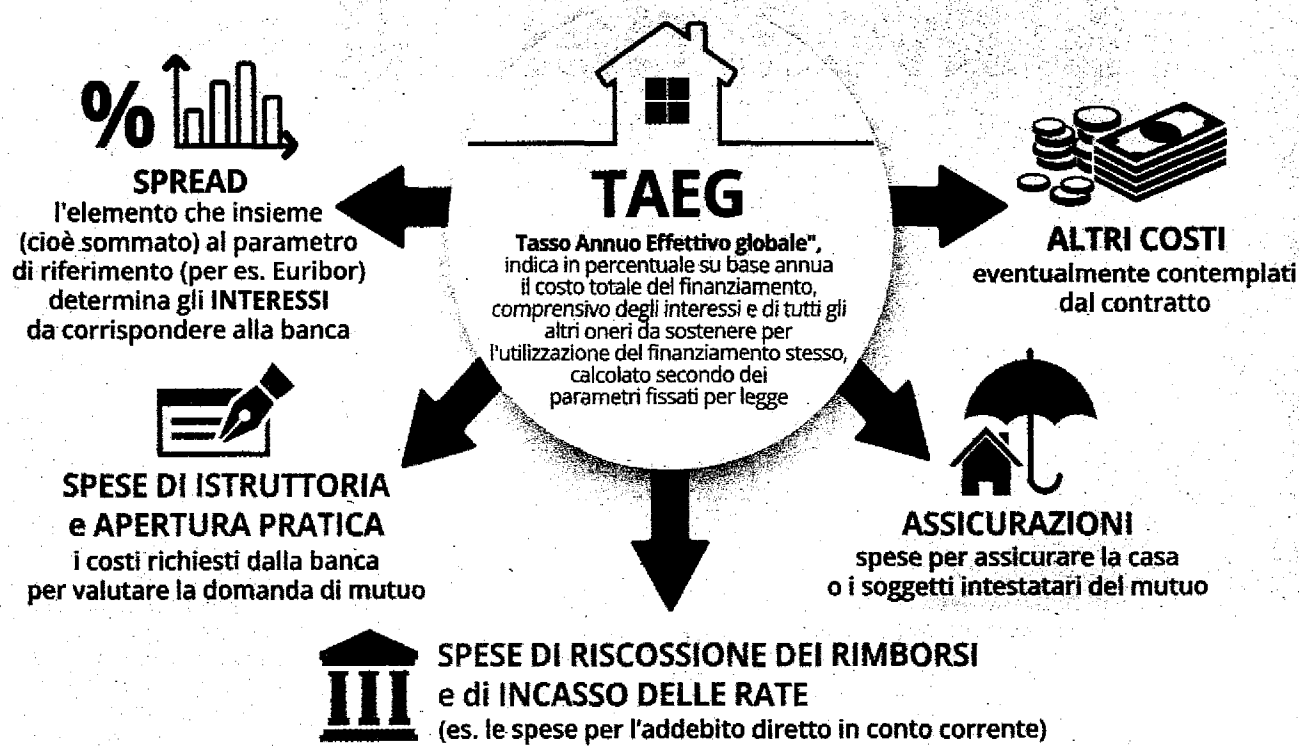 %
SPREAD
l'elemento che insieme
(cioè sommato) al parametro
di riferimento (per es. Euribor)
determina gli INTERESSI
da corrispondere alla banca
TAEG
Tasso Annuo Effettivo globale",
indica in percentuale su base annua
il costo totale del finanziamento,
comprensivo degli interessi e di tutti gli
altri oneri da sostenere per
l'utilizzazione del finanziamento stesso,
calcolato secondo dei
parametri fissati per legge
ALTRI COSTI
eventualmente contemplati
dal contratto
SPESE DI ISTRUTTORIA
e APERTURA PRATICA
i costi richiesti dalla banca
per valutare la domanda di mutuo
ASSICURAZIONI
spese per assicurare la casa
o i soggetti intestatari del mutuo
SPESE DI RISCOSSIONE DEI RIMBORSI
e di INCASSO DELLE RATE
(es. le spese per l'addebito diretto in conto corrente)